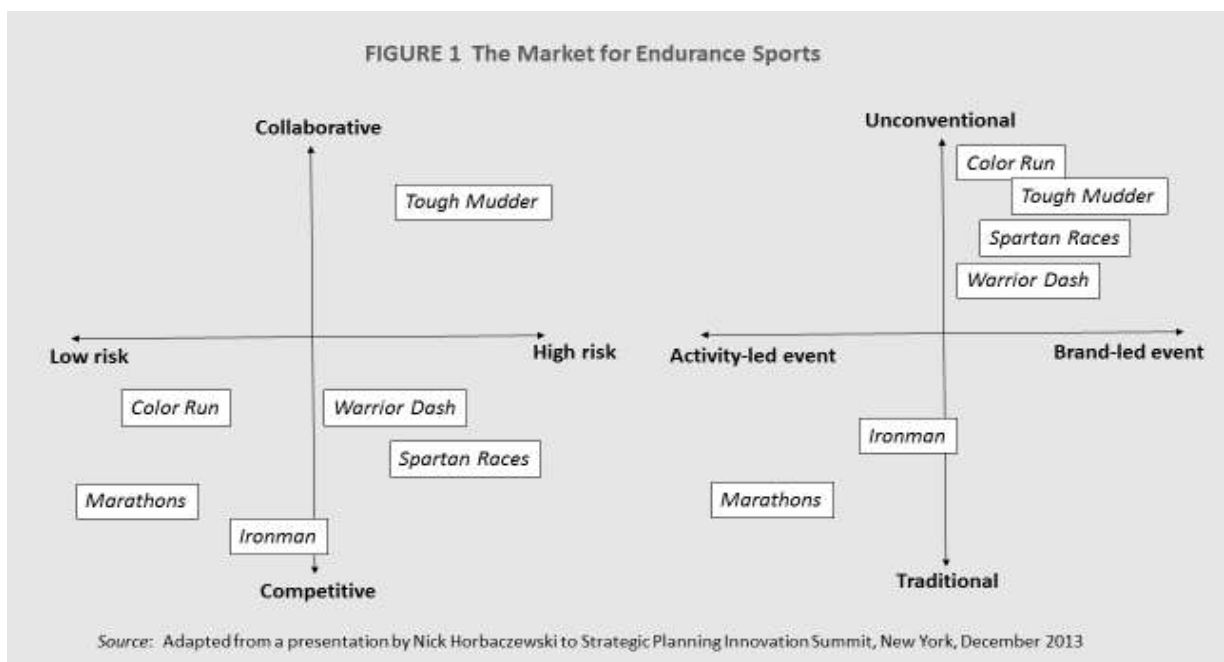 FIGURE 1 The Market for Endurance Sports
Collaborative
Tough Mudder
Low risk
High risk
Color Run
Warrior Dash
Spartan Races
Marathons
Ironman
Competitive
Unconventional
Color Run
Tough Mudder
Spartan Races
Warrior Dash
Activity-led event
Brand-led event
Ironman
Marathons
Traditional
Source: Adapted from a presentation by Nick Horbaczewski to Strategic Planning Innovation Summit, New York, December 2013